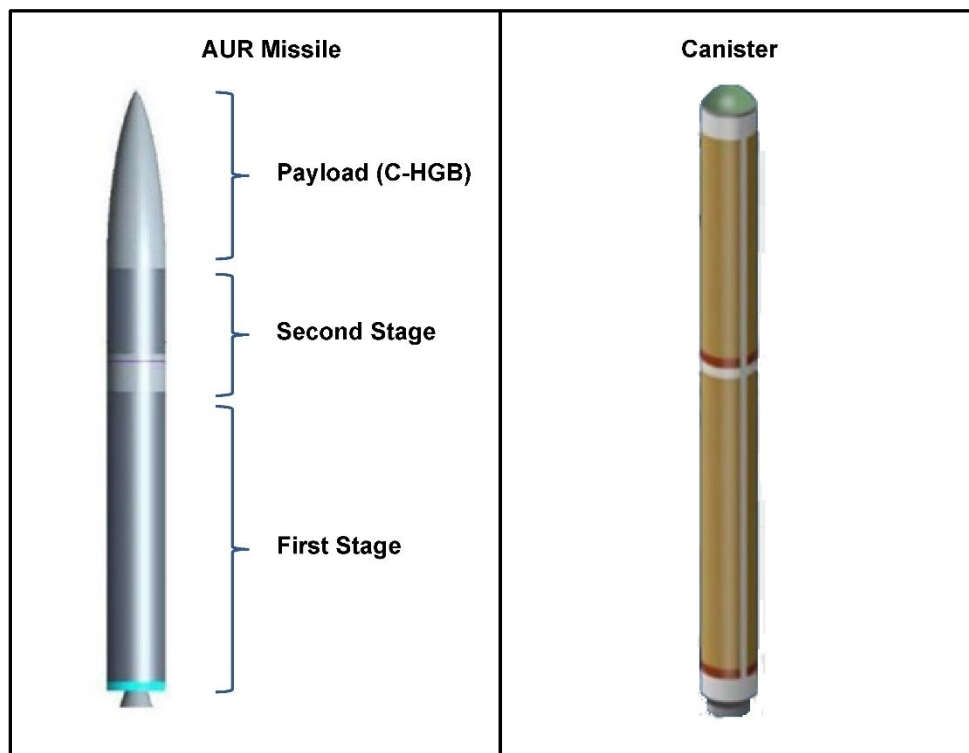 AUR Missile
Payload (C-HGB)
Second Stage
First Stage
Canister